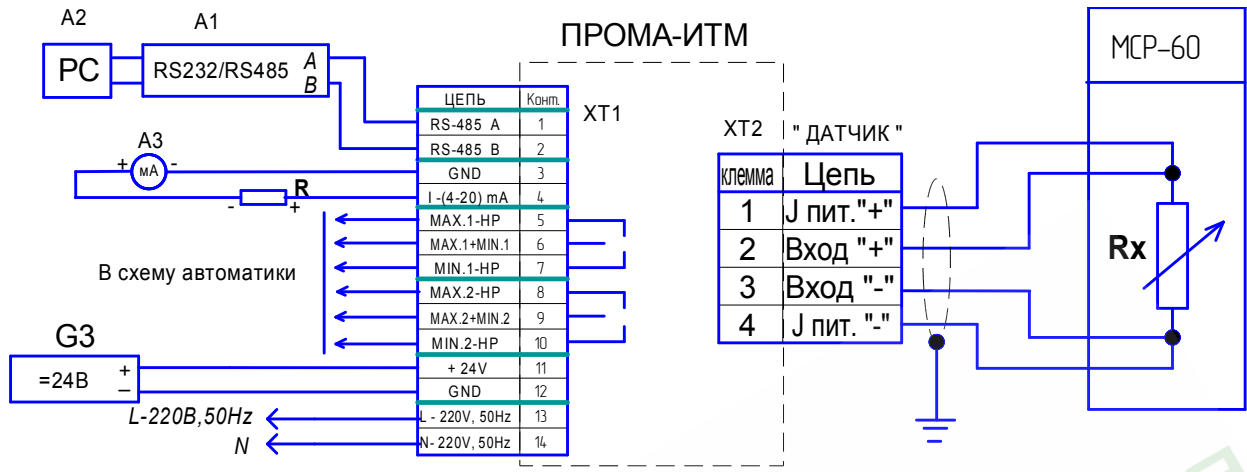 ПРОМА-ИТМ
A2
A1
PC
RS232/RS485
A
B
A3
+
мА
-
R
-
+
В схему автоматики
G3
=24В
+
–
L-220В,50Hz
N
ЦЕПЬ Конт.
RS-485 A 1
RS-485 B 2
GND 3
I -(4-20) mA 4
MAX.1-HP 5
MAX.1+MIN.1 6
MIN.1-HP 7
MAX.2-HP 8
MAX.2+MIN.2 9
MIN.2-HP 10
+ 24V 11
GND 12
L - 220V, 50Hz 13
N- 220V, 50Hz 14
XT1
XT2 " ДАТЧИК "
клемма Цепь
1 J пит."+"
2 Вход "+"
3 Вход "-"
4 J пит. "-"
МСР-60
Rx